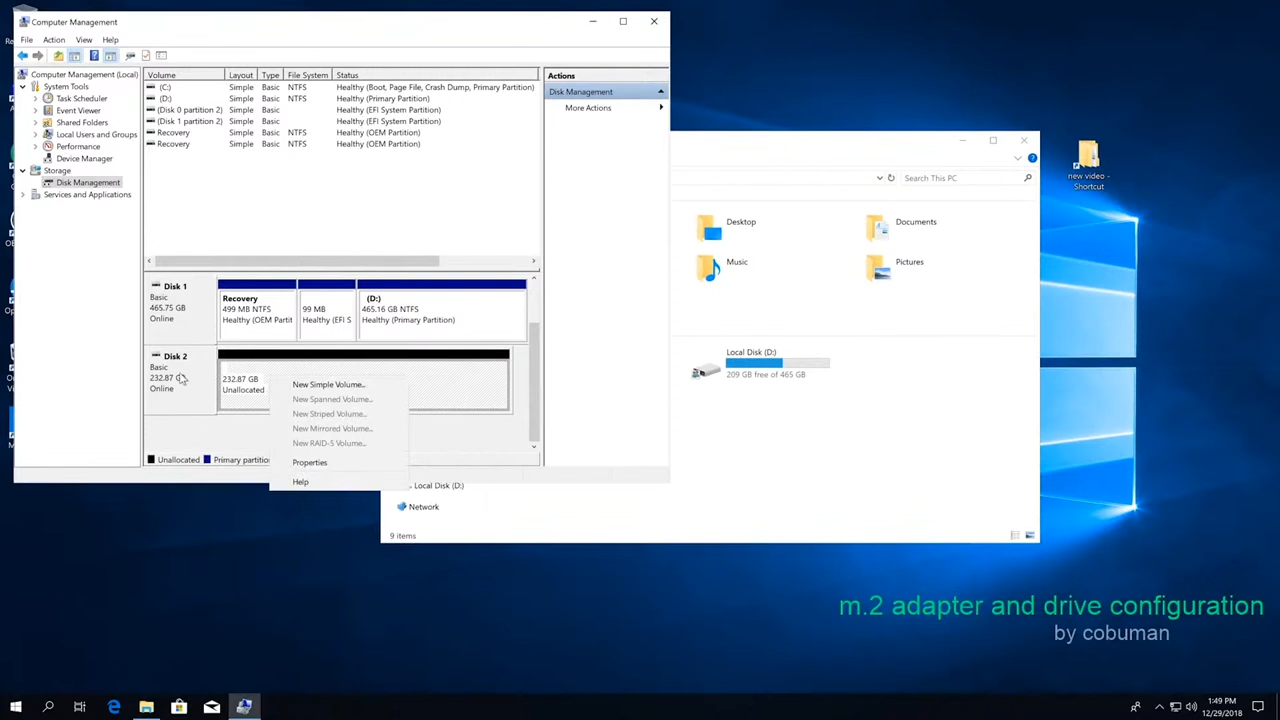 Computer Management
File Action View Help
Computer Management (Local)
System Tools
Task Scheduler
Event Viewer
Shared Folders
Local Users and Groups
Performance
Device Manager
Storage
Disk Management
Services and Applications
Volume Layout Type File System Status
(C:) Simple Basic NTFS Healthy (Boot, Page File, Crash Dump, Primary Partition)
(D:) Simple Basic NTFS Healthy (Primary Partition)
(Disk 0 partition 2) Simple Basic Healthy (EFI System Partition)
(Disk 1 partition 2) Simple Basic Healthy (EFI System Partition)
Recovery Simple Basic NTFS Healthy (OEM Partition)
Recovery Simple Basic NTFS Healthy (OEM Partition)
Actions
Disk Management
More Actions
Disk 1
Basic
465.75 GB
Online
Recovery
499 MB NTFS
Healthy (OEM Partit
99 MB
Healthy (EFI S
(D:)
465.16 GB NTFS
Healthy (Primary Partition)
Disk 2
Basic
232.87
Online
232.87 GB
Unallocated
New Simple Volume...
New Spanned Volume...
New Striped Volume...
New Mirrored Volume...
New RAID-5 Volume...
Properties
Help
Unallocated Primary partitio
Search This PC
Desktop
Documents
Music
Pictures
Local Disk (D:)
209 GB free of 465 GB
Local Disk (D:)
Network
9 items
new video -
Shortcut
m.2 adapter and drive configuration
by cobuman
1:49 PM
12/29/2018